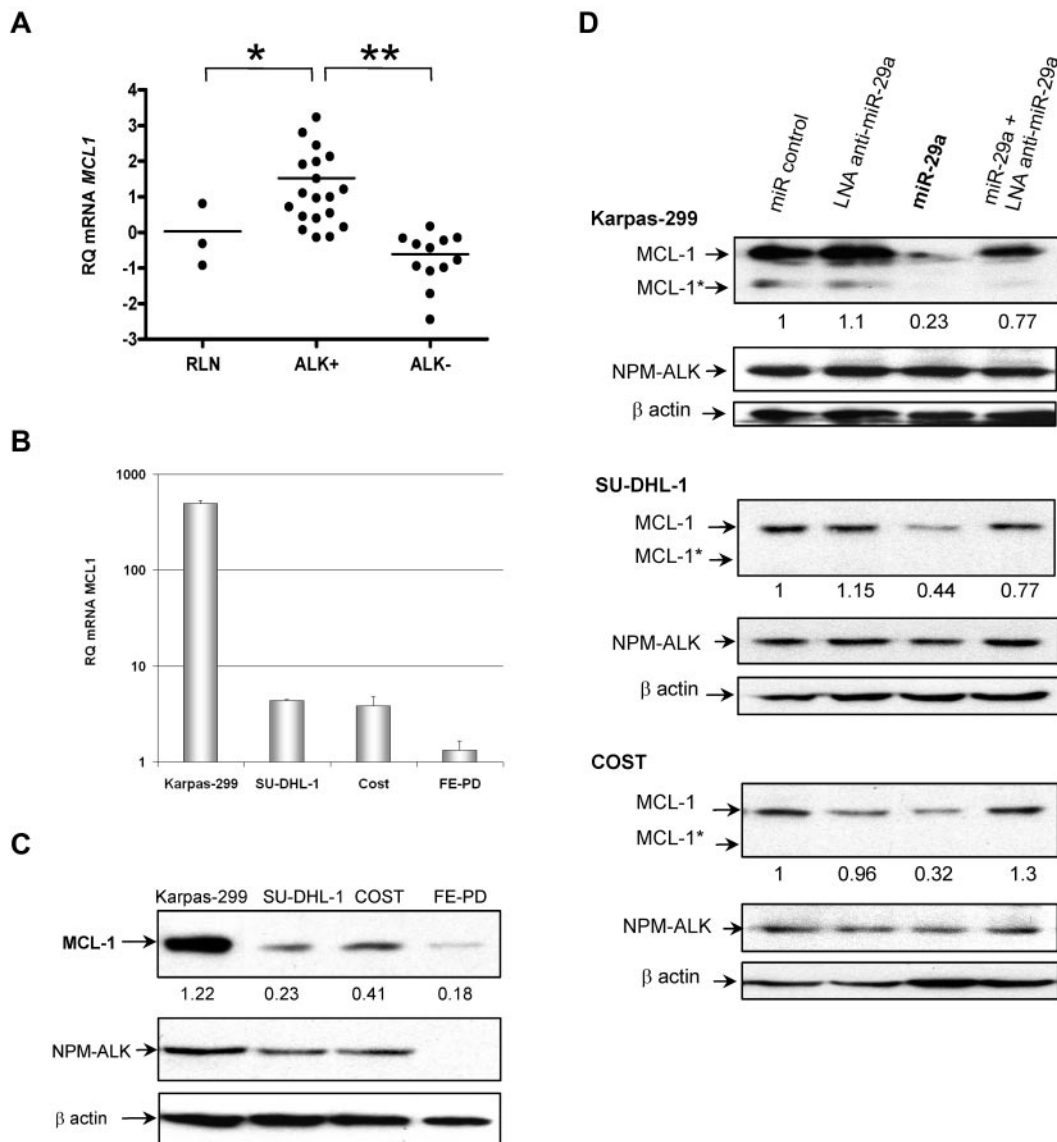 A
* **
RQ mRNA MCL1
4
3
2
1
0
-1
-2
-3
RLN ALK+ ALK-
B
RQ mRNA MCL1
1000
100
10
1
Karpas-299 SU-DHL-1 Cost FE-PD
C
Karpas-299 SU-DHL-1 COST FE-PD
MCL-1
1.22 0.23 0.41 0.18
NPM-ALK
β actin
D
miR control
LNA anti-miR-29a
miR-29a
miR-29a +
LNA anti-miR-29a
Karpas-299
MCL-1
MCL-1*
1 1.1 0.23 0.77
NPM-ALK
β actin
SU-DHL-1
MCL-1
MCL-1*
1 1.15 0.44 0.77
NPM-ALK
β actin
COST
MCL-1
MCL-1*
1 0.96 0.32 1.3
NPM-ALK
β actin